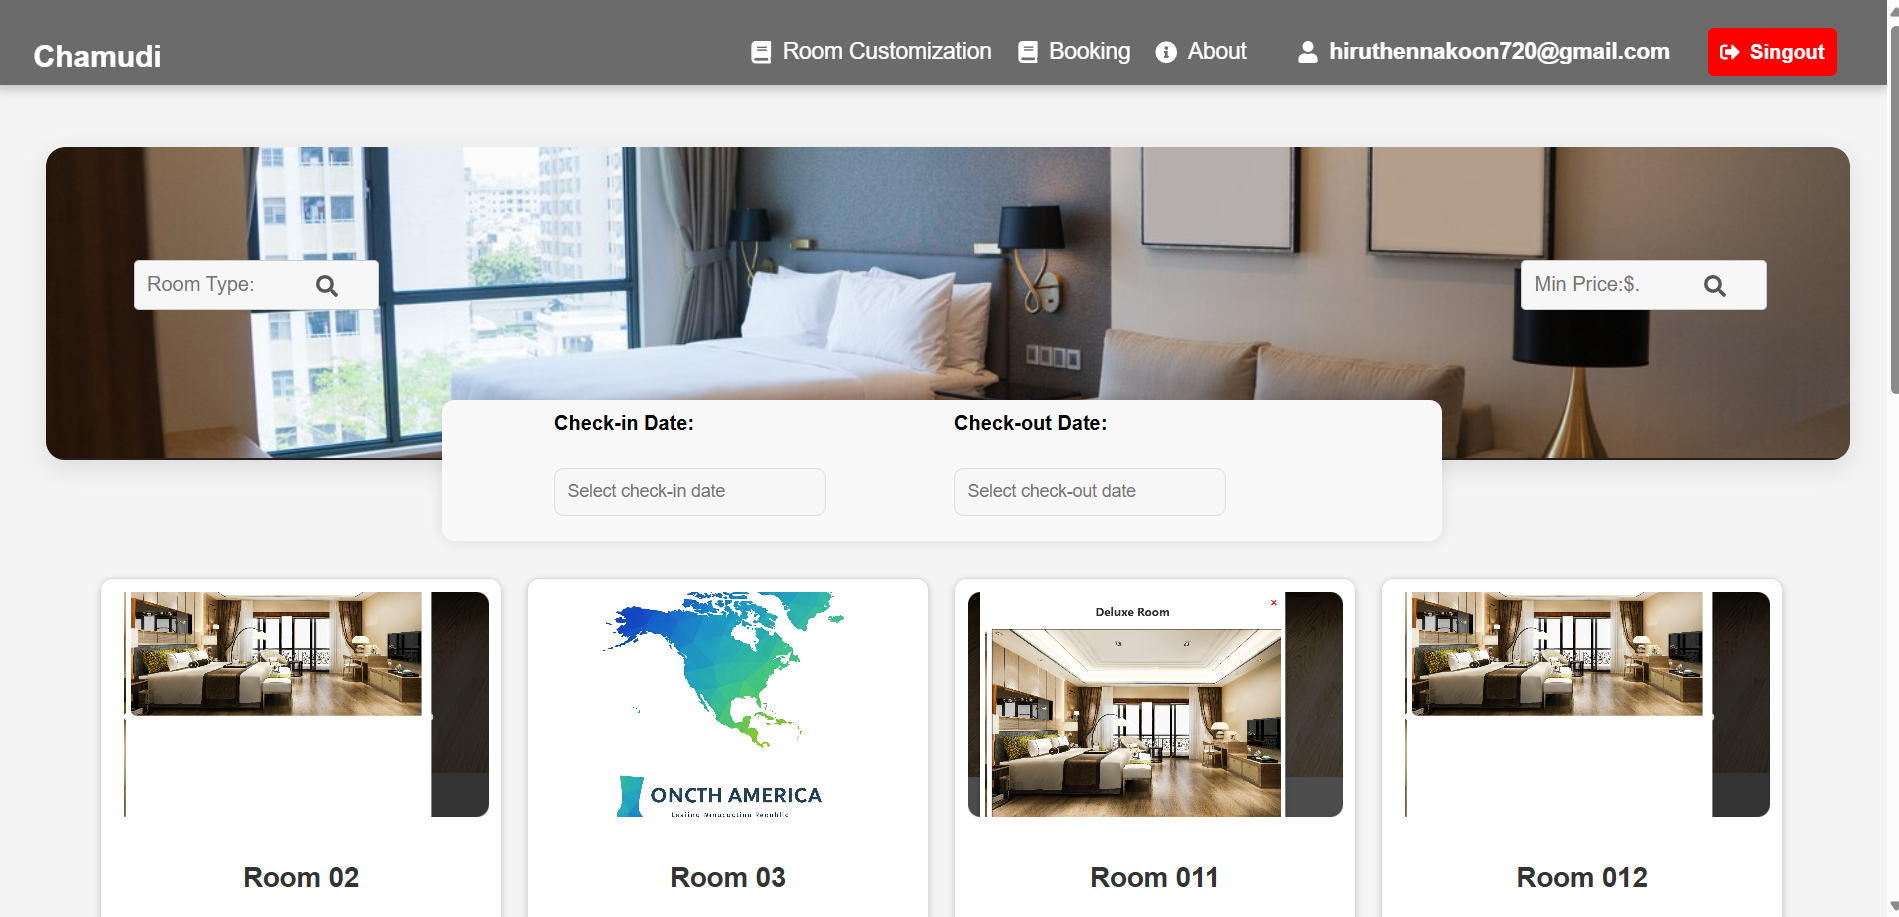 Chamudi
Room Customization
Booking
About
hiruthennakoon720@gmail.com
Singout
Room Type:
Min Price:$.
Check-in Date:
Check-out Date:
Select check-in date
Select check-out date
Deluxe Room
ONCTH AMERICA
Room 02
Room 03
Room 011
Room 012